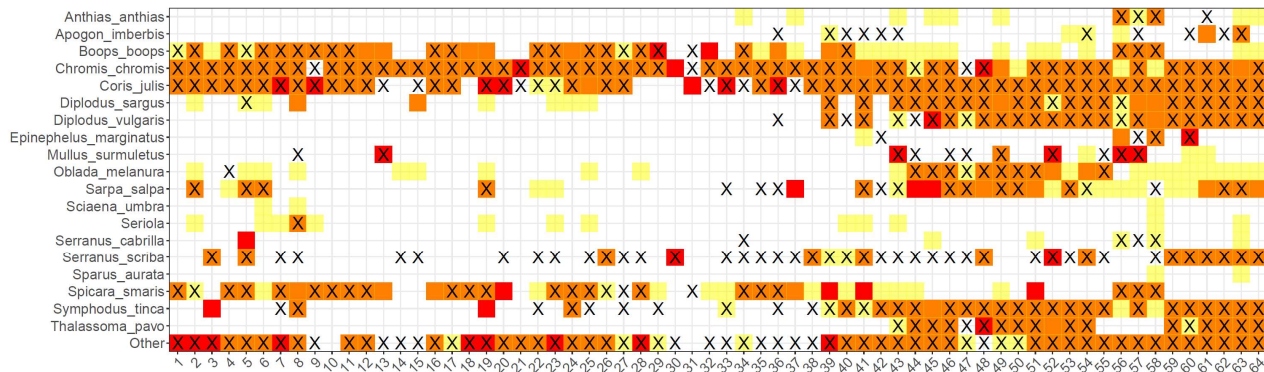 Anthias_anthias
Apogon_imberbis
Boops_boops
Chromis_chromis
Coris_julis
Diplodus_sargus
Diplodus_vulgaris
Epinephelus_marginatus
Mullus_surmuletus
Oblada_melanura
Sarpa_salpa
Sciaena_umbra
Seriola
Serranus_cabrilla
Serranus_scriba
Sparus_aurata
Spicara_smaris
Symphodus_tinca
Thalassoma_pavo
Other
1 2 3 4 5 6 7 8 9 10 11 12 13 14 15 16 17 18 19 20 21 22 23 24 25 26 27 28 29 30 31 32 33 34 35 36 37 38 39 40 41 42 43 44 45 46 47 48 49 50 51 52 53 54 55 56 57 58 59 60 61 62 63 64